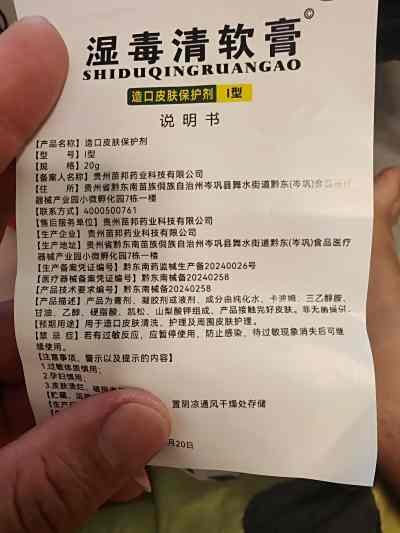 湿毒清软膏©
SHIDUQINGRUANGAO
造口皮肤保护剂 I型
说明书
【产品名称】造口皮肤保护剂
【型 号】I型
【规 格】20g
【备案人名称】贵州苗邦药业科技有限公司
【住 所】贵州省黔东南苗族侗族自治州岑巩县舞水街道黔东(岑巩)食品医疗
器械产业园小微孵化园7栋一楼
【联系方式】4000500761
【售后服务单位】贵州苗邦药业科技有限公司
【生产企业】贵州苗邦药业科技有限公司
【生产地址】贵州省黔东南苗族侗族自治州岑巩县舞水街道黔东(岑巩)食品医疗
器械产业园小微孵化园7栋一楼
【生产备案凭证编号】黔东南药监械生产备20240026号
【医疗器械备案凭证编号】黔东南械备20240258
【产品技术要求编号】黔东南械备20240258
【产品描述】产品为膏剂、凝胶剂或液剂，成分由纯化水、卡波姆、三乙醇胺、
甘油、乙醇、硬脂酸、凯松、山梨酸钾组成，产品接触完好皮肤。非无菌提供。
【预期用途】用于造口皮肤清洗、护理及周围皮肤护理。
【禁 忌 症】若有过敏反应，应暂停使用，防止感染，待过敏现象消失后可继
续使用。
【注意事项、警示以及提示的内容】
1.过敏体质慎用；
2.孕妇慎用；
3.皮肤溃烂、破损
【贮藏、 置阴凉通风干燥处存储
【生产日
月20日